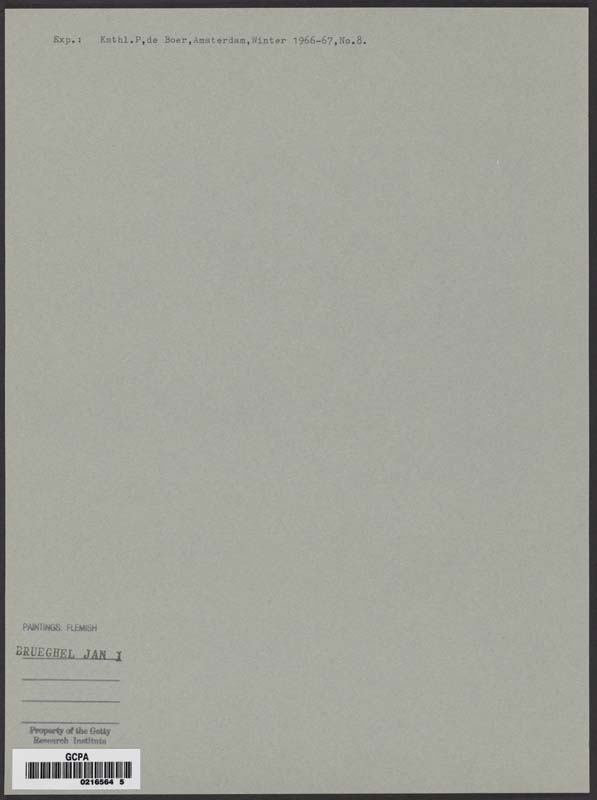 Exp.: Kathl.P,de Boer,Amsterdam,Winter 1966-67,No.8.
PAINTINGS: FLEMISH
BRUEGHEL JAN I
Property of the Getty
Research Institute
GCPA
0216564 5